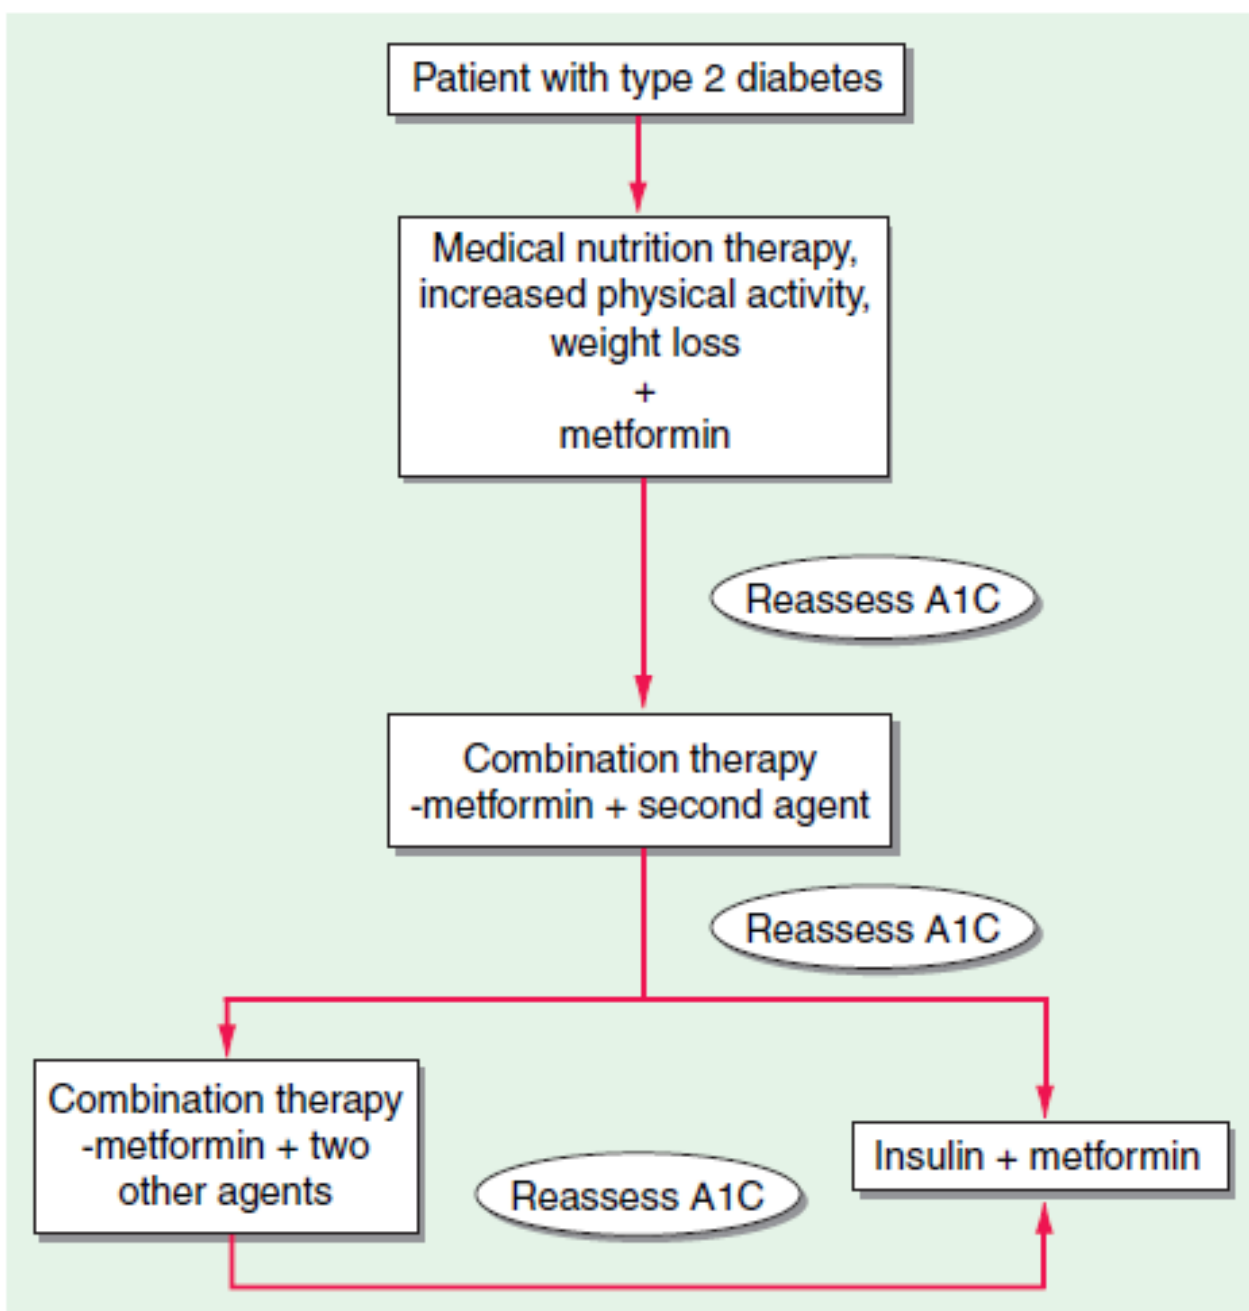 Patient with type 2 diabetes
Medical nutrition therapy,
increased physical activity,
weight loss
+
metformin
Reassess A1C
Combination therapy
-metformin + second agent
Reassess A1C
Combination therapy
-metformin + two
other agents
Reassess A1C
Insulin + metformin